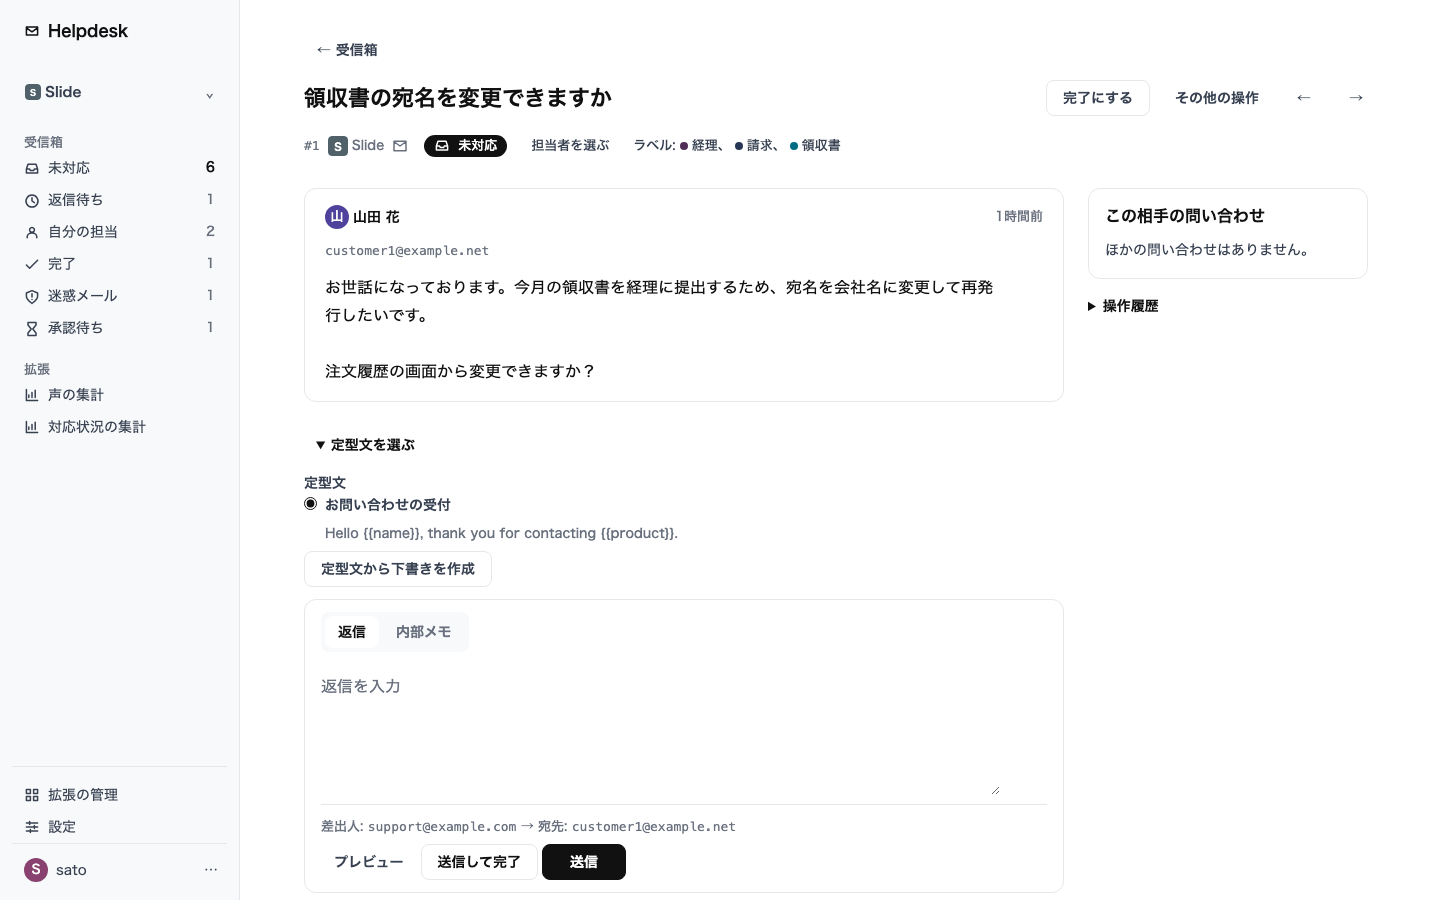 Helpdesk
S Slide
受信箱
未対応 6
返信待ち 1
自分の担当 2
完了 1
迷惑メール 1
承認待ち 1
拡張
声の集計
対応状況の集計
拡張の管理
設定
S sato ...
← 受信箱
領収書の宛名を変更できますか
完了にする その他の操作 ← →
#1 S Slide 未対応 担当者を選ぶ ラベル: 経理、 請求、 領収書
山 山田 花 1時間前
customer1@example.net
お世話になっております。今月の領収書を経理に提出するため、宛名を会社名に変更して再発
行したいです。
注文履歴の画面から変更できますか？
この相手の問い合わせ
ほかの問い合わせはありません。
▶ 操作履歴
▼ 定型文を選ぶ
定型文
お問い合わせの受付
Hello {{name}}, thank you for contacting {{product}}.
定型文から下書きを作成
返信 内部メモ
返信を入力
差出人: support@example.com → 宛先: customer1@example.net
プレビュー 送信して完了 送信